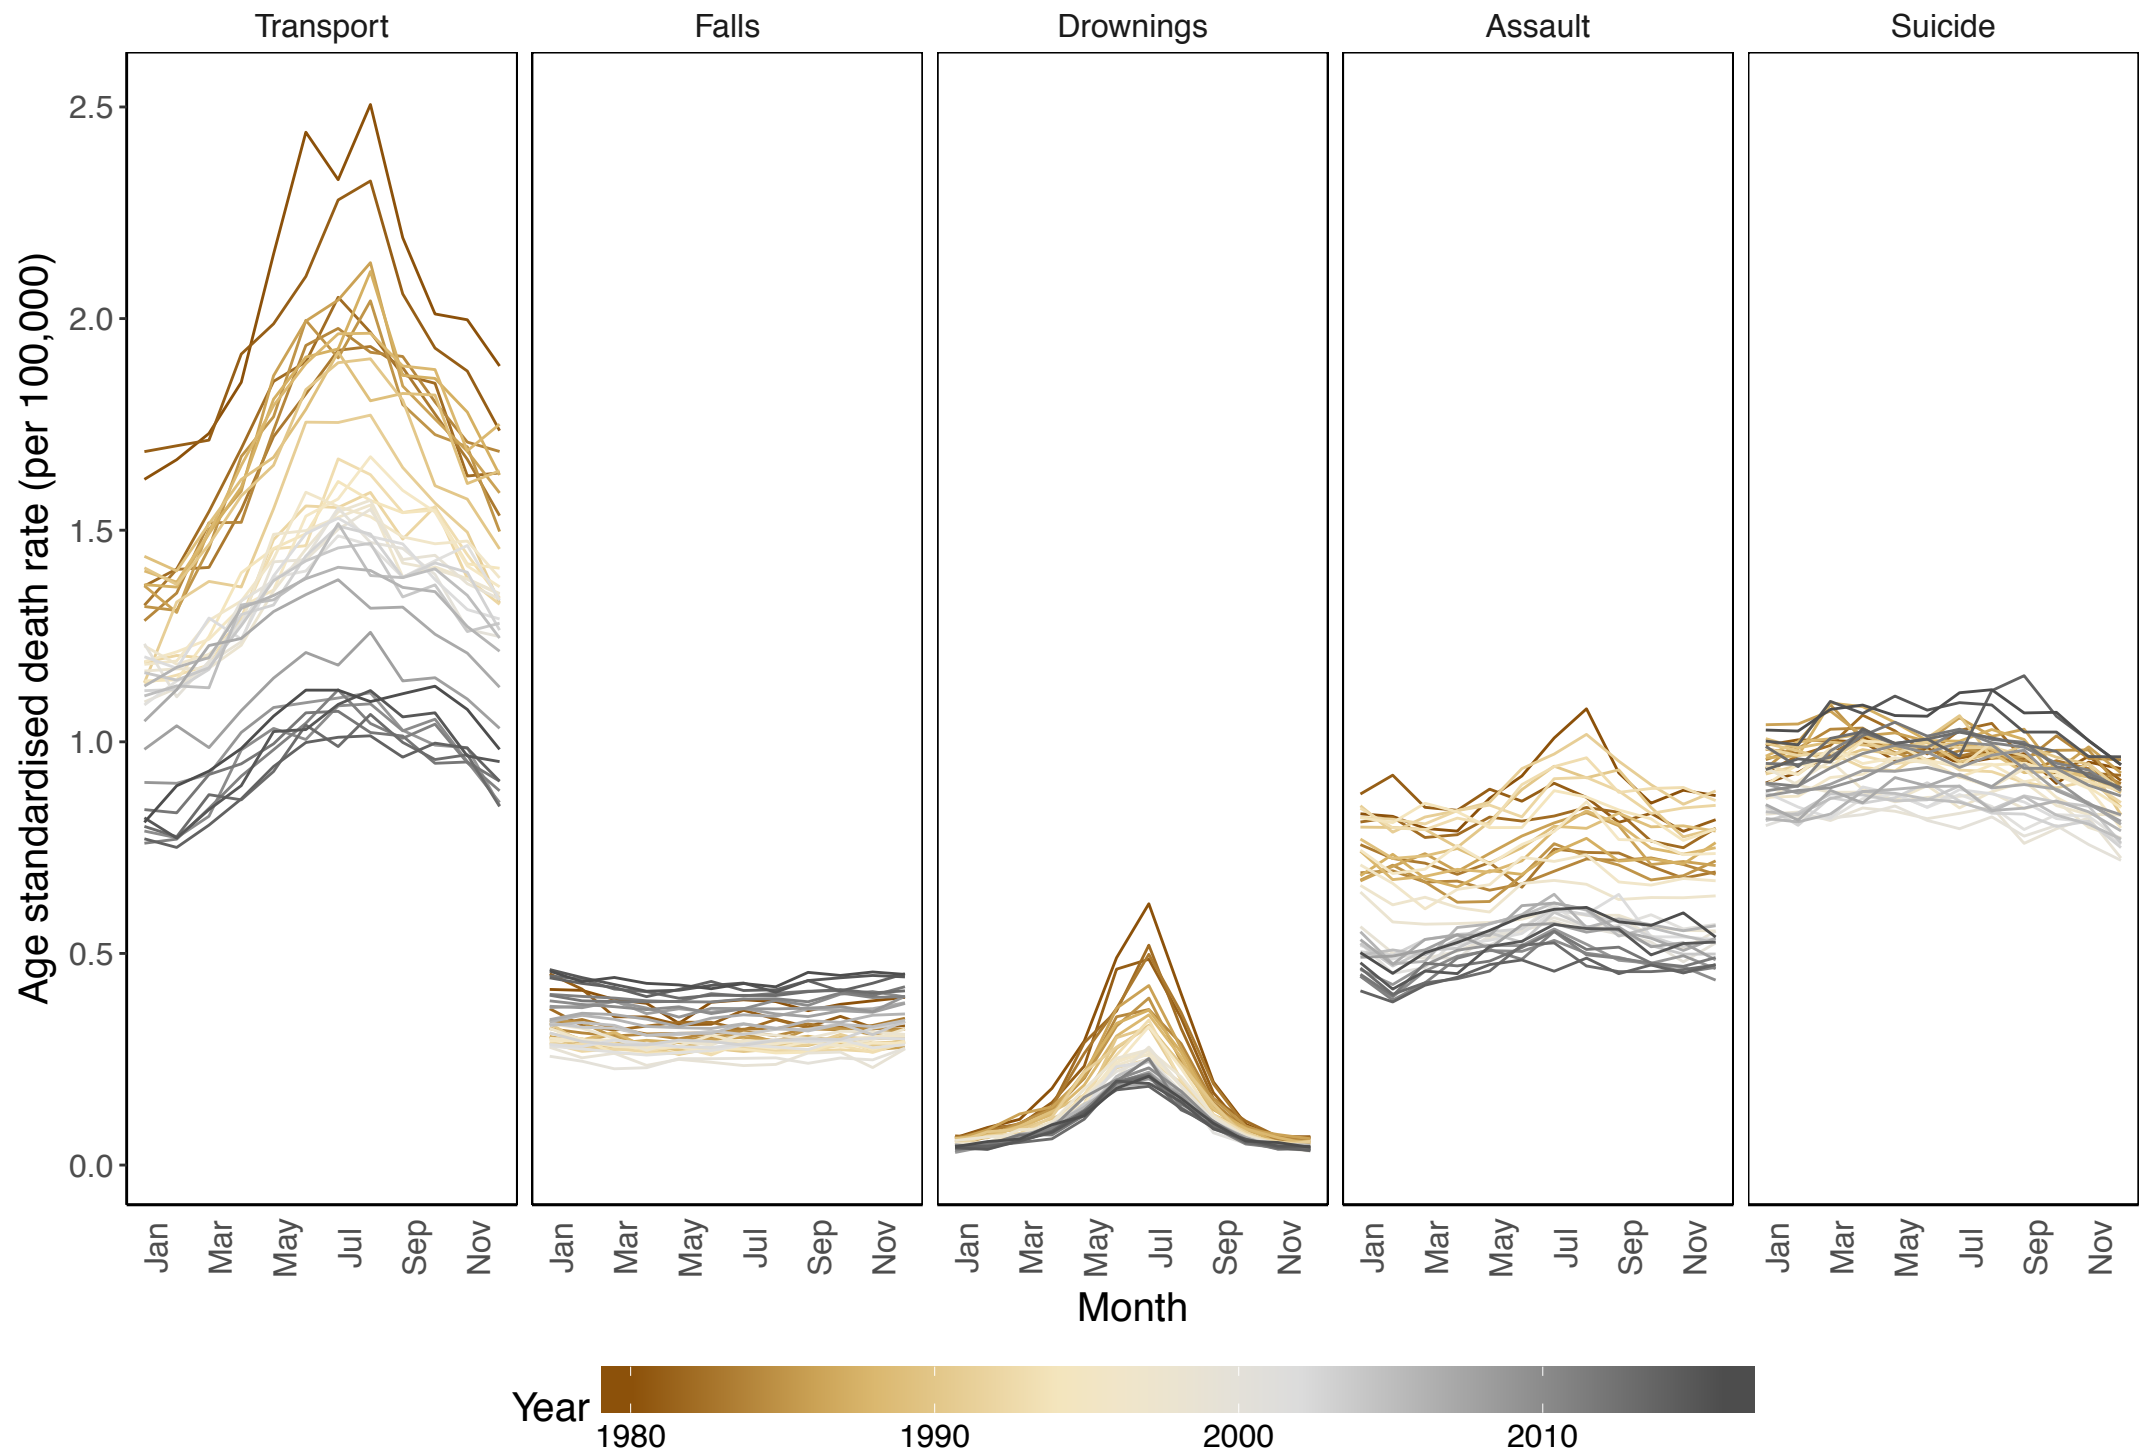 Transport Falls Drownings Assault Suicide
Age standardised death rate (per 100,000)
2.5
2.0
1.5
1.0
0.5
0.0
Jan Mar May Jul Sep Nov Jan Mar May Jul Sep Nov Jan Mar May Jul Sep Nov Jan Mar May Jul Sep Nov Jan Mar May Jul Sep Nov
Month
Year
1980 1990 2000 2010